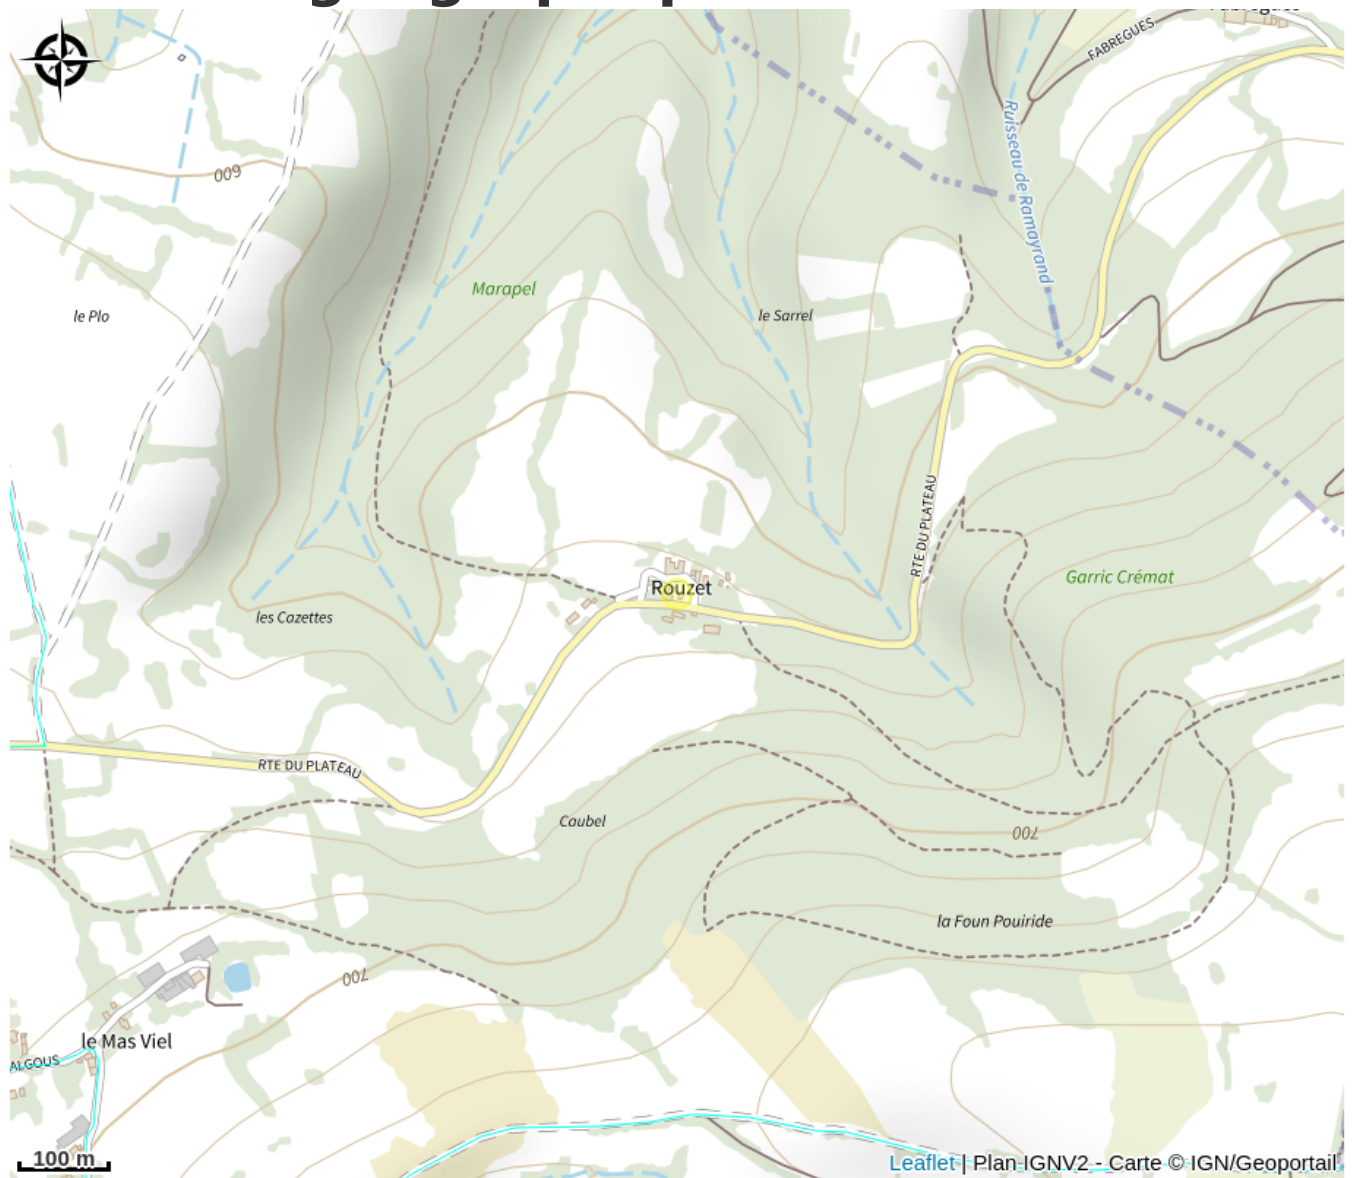 FABREGUES
Ruisseau de Ramayrand
600
Marapel
le Plo
le Sarrel
RTE DU PLATEAU
Garric Crémat
Rouzet
les Cazettes
RTE DU PLATEAU
Caubel
700
la Foun Pouiride
700
le Mas Viel
ALGOUS
100 m
Leaflet | Plan IGNV2 - Carte © IGN/Geoportail